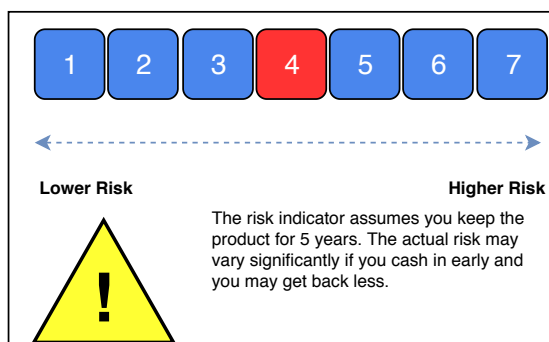 1 2 3 4 5 6 7
Lower Risk Higher Risk
The risk indicator assumes you keep the
product for 5 years. The actual risk may
vary significantly if you cash in early and
you may get back less.
!